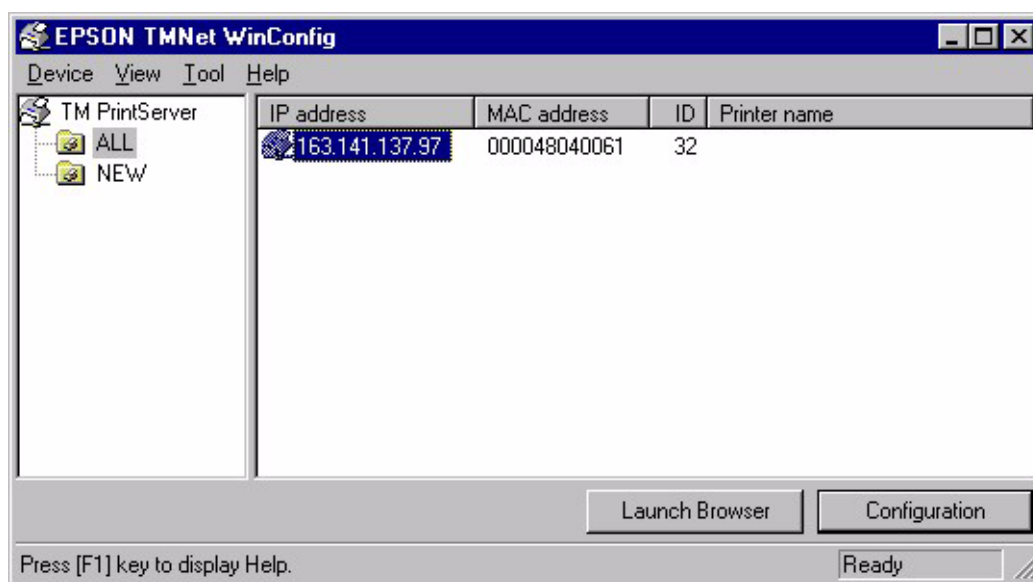 EPSON TMNet WinConfig
Device View Tool Help
TM PrintServer
ALL
NEW
IP address MAC address ID Printer name
163.141.137.97 000048040061 32
Launch Browser Configuration
Press [F1] key to display Help. Ready